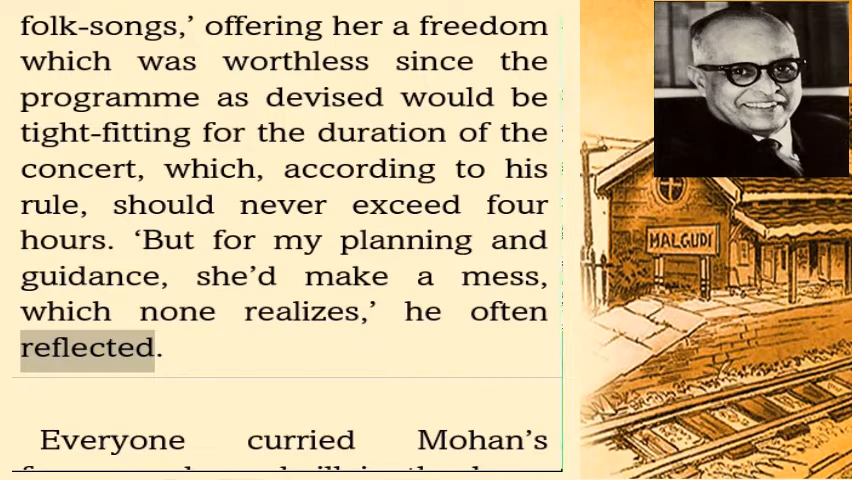 folk-songs,’ offering her a freedom
which was worthless since the
programme as devised would be
tight-fitting for the duration of the
concert, which, according to his
rule, should never exceed four
hours. ‘But for my planning and
guidance, she’d make a mess,
which none realizes,’ he often
reflected.
Everyone curried Mohan’s
MALGUDI